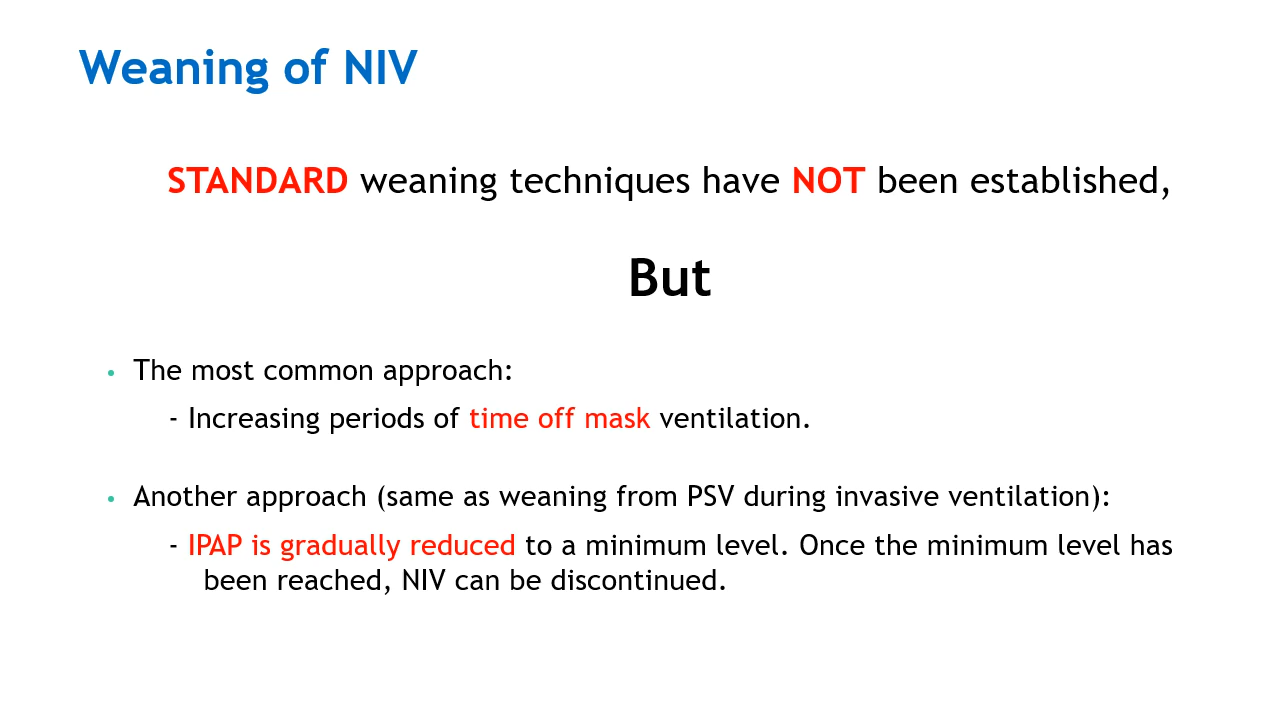 Weaning of NIV
STANDARD weaning techniques have NOT been established,
But
• The most common approach:
- Increasing periods of time off mask ventilation.
• Another approach (same as weaning from PSV during invasive ventilation):
- IPAP is gradually reduced to a minimum level. Once the minimum level has
been reached, NIV can be discontinued.